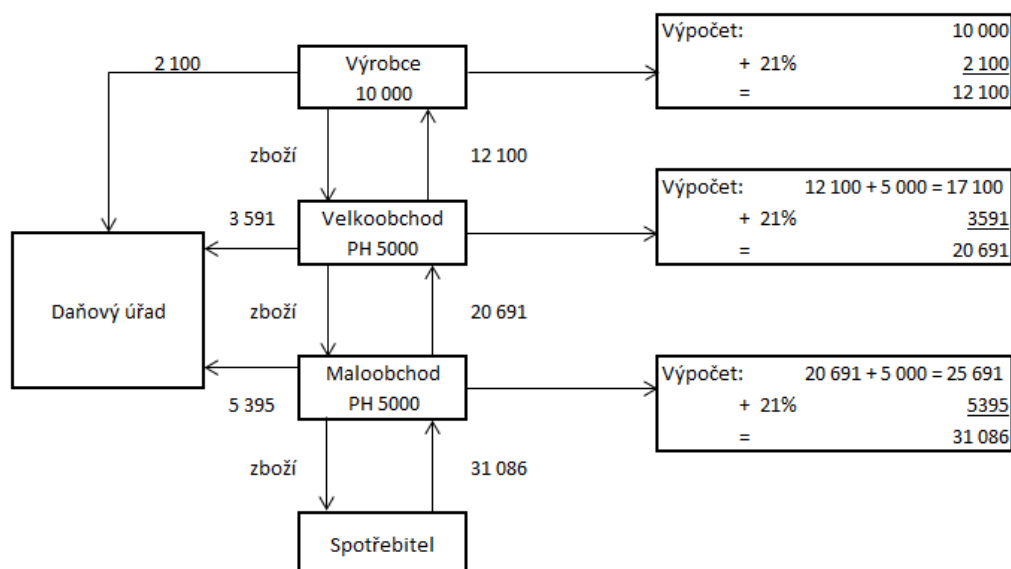 2 100
Výrobce
10 000
Výpočet: 10 000
+ 21% 2 100
= 12 100
zboží
12 100
3 591
Velkoobchod
PH 5000
Výpočet: 12 100 + 5 000 = 17 100
+ 21% 3591
= 20 691
Daňový úřad
zboží
20 691
5 395
Maloobchod
PH 5000
Výpočet: 20 691 + 5 000 = 25 691
+ 21% 5395
= 31 086
zboží
31 086
Spotřebitel